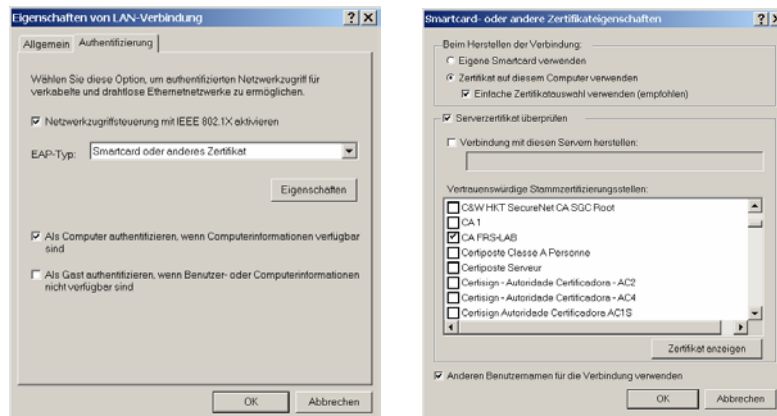 Eigenschaften von LAN-Verbindung
Allgemein
Authentifizierung
Wählen Sie diese Option, um authentifizierten Netzwerkzugriff für
verkabelte und drahtlose Ethernetnetzwerke zu ermöglichen.
Netzwerkzugriffsteuerung mit IEEE 802.1X aktivieren
EAP-Typ:
Smartcard oder anderes Zertifikat
Eigenschaften
Als Computer authentifizieren, wenn Computerinformationen verfügbar
sind
Als Gast authentifizieren, wenn Benutzer- oder Computerinformationen
nicht verfügbar sind
OK
Abbrechen
Smartcard- oder andere Zertifikateigenschaften
Beim Herstellen der Verbindung:
Eigene Smartcard verwenden
Zertifikat auf diesem Computer verwenden
Einfache Zertifikatauswahl verwenden (empfohlen)
Serverzertifikat überprüfen
Verbindung mit diesen Servern herstellen:
Vertrauenswürdige Stammzertifizierungsstellen:
C&W HKT SecureNet CA SGC Root
CA 1
CA FRS-LAB
Certiposte Classe A Personne
Certiposte Serveur
Certisign - Autoridade Certificadora - AC2
Certisign - Autoridade Certificadora - AC4
Certisign Autoridade Certificadora AC1S
Zertifikat anzeigen
Anderen Benutzernamen für die Verbindung verwenden
OK
Abbrechen